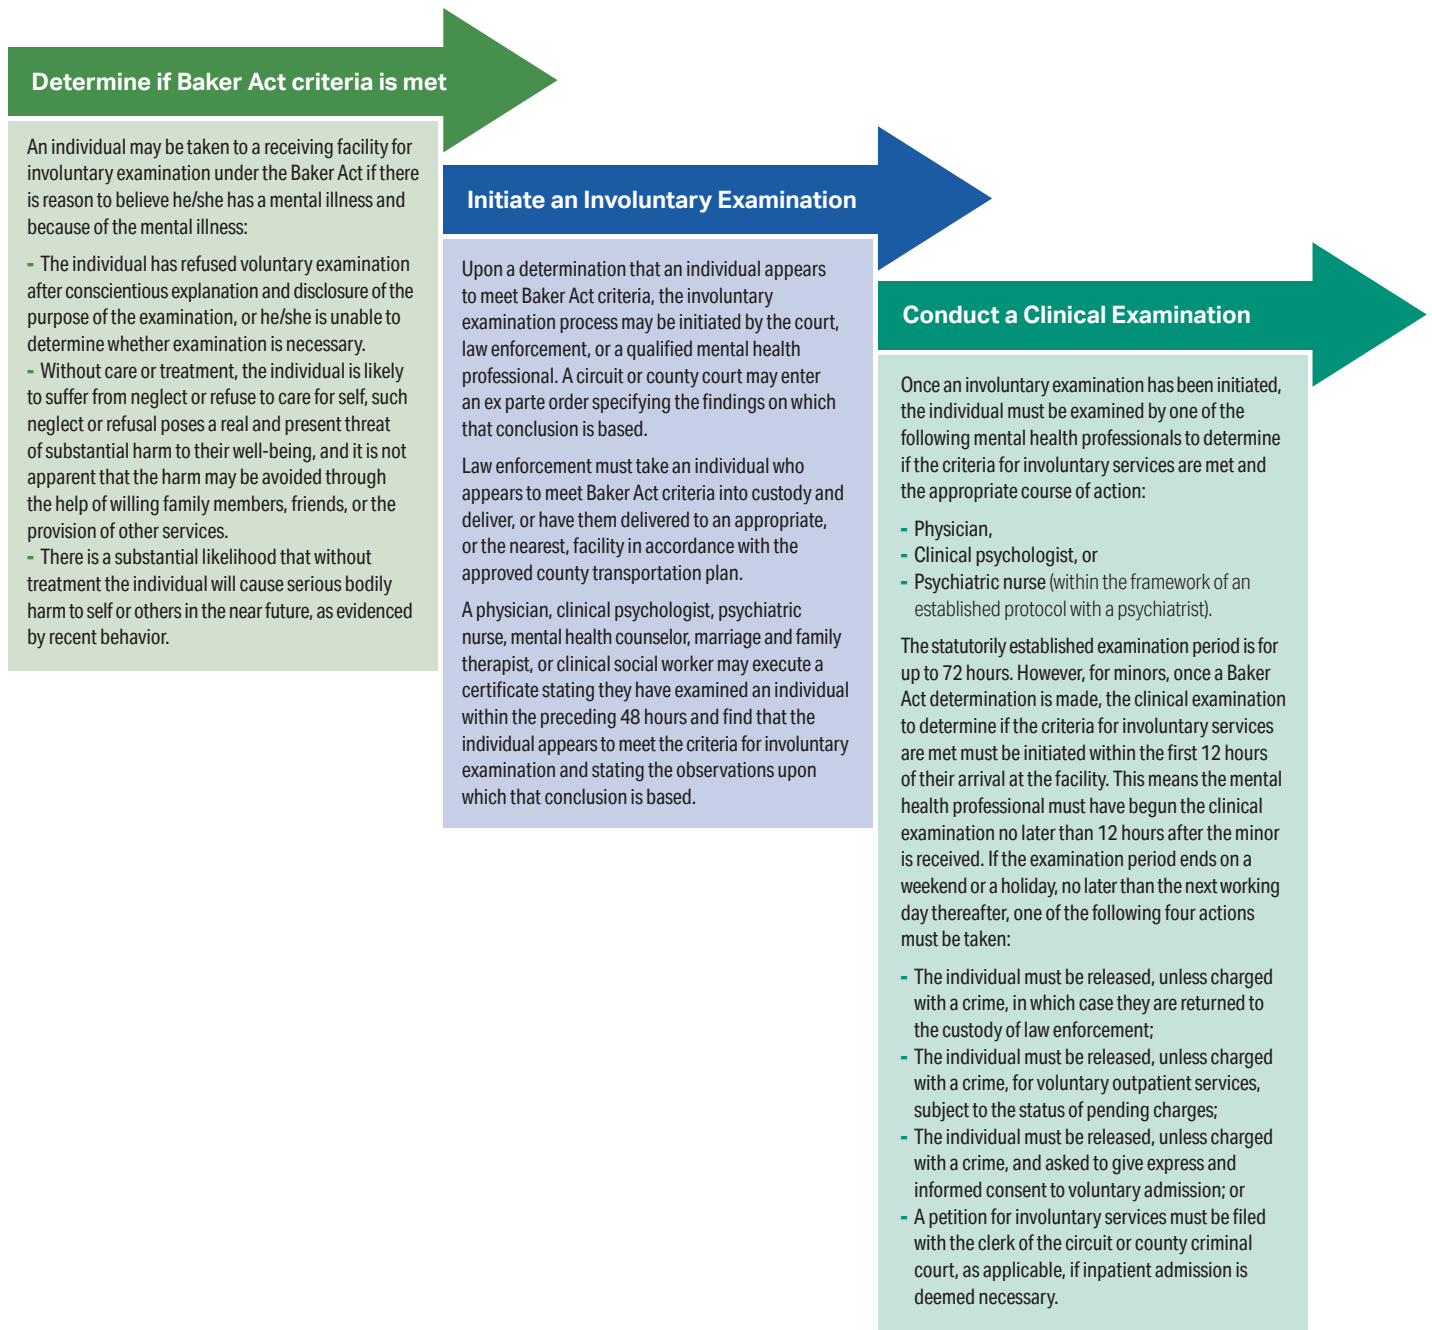 Determine if Baker Act criteria is met
An individual may be taken to a receiving facility for
involuntary examination under the Baker Act if there
is reason to believe he/she has a mental illness and
because of the mental illness:
- The individual has refused voluntary examination
after conscientious explanation and disclosure of the
purpose of the examination, or he/she is unable to
determine whether examination is necessary.
- Without care or treatment, the individual is likely
to suffer from neglect or refuse to care for self, such
neglect or refusal poses a real and present threat
of substantial harm to their well-being, and it is not
apparent that the harm may be avoided through
the help of willing family members, friends, or the
provision of other services.
- There is a substantial likelihood that without
treatment the individual will cause serious bodily
harm to self or others in the near future, as evidenced
by recent behavior.
Initiate an Involuntary Examination
Upon a determination that an individual appears
to meet Baker Act criteria, the involuntary
examination process may be initiated by the court,
law enforcement, or a qualified mental health
professional. A circuit or county court may enter
an ex parte order specifying the findings on which
that conclusion is based.
Law enforcement must take an individual who
appears to meet Baker Act criteria into custody and
deliver, or have them delivered to an appropriate,
or the nearest, facility in accordance with the
approved county transportation plan.
A physician, clinical psychologist, psychiatric
nurse, mental health counselor, marriage and family
therapist, or clinical social worker may execute a
certificate stating they have examined an individual
within the preceding 48 hours and find that the
individual appears to meet the criteria for involuntary
examination and stating the observations upon
which that conclusion is based.
Conduct a Clinical Examination
Once an involuntary examination has been initiated,
the individual must be examined by one of the
following mental health professionals to determine
if the criteria for involuntary services are met and
the appropriate course of action:
- Physician,
- Clinical psychologist, or
- Psychiatric nurse (within the framework of an
established protocol with a psychiatrist).
The statutorily established examination period is for
up to 72 hours. However, for minors, once a Baker
Act determination is made, the clinical examination
to determine if the criteria for involuntary services
are met must be initiated within the first 12 hours
of their arrival at the facility. This means the mental
health professional must have begun the clinical
examination no later than 12 hours after the minor
is received. If the examination period ends on a
weekend or a holiday, no later than the next working
day thereafter, one of the following four actions
must be taken:
- The individual must be released, unless charged
with a crime, in which case they are returned to
the custody of law enforcement;
- The individual must be released, unless charged
with a crime, for voluntary outpatient services,
subject to the status of pending charges;
- The individual must be released, unless charged
with a crime, and asked to give express and
informed consent to voluntary admission; or
- A petition for involuntary services must be filed
with the clerk of the circuit or county criminal
court, as applicable, if inpatient admission is
deemed necessary.